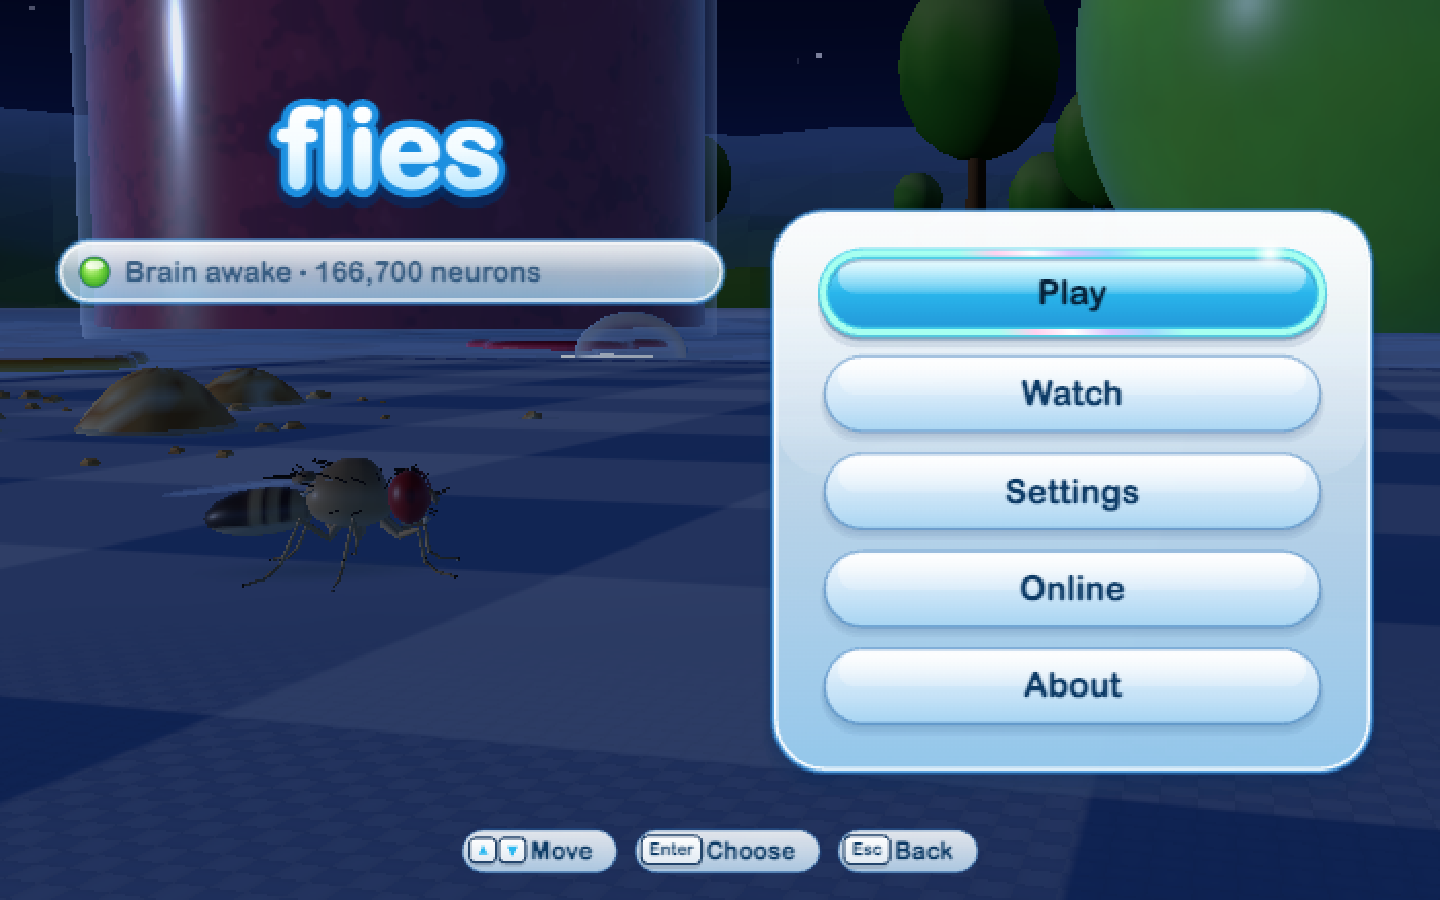 flies
Brain awake · 166,700 neurons
Play
Watch
Settings
Online
About
▲ ▼ Move
Enter Choose
Esc Back